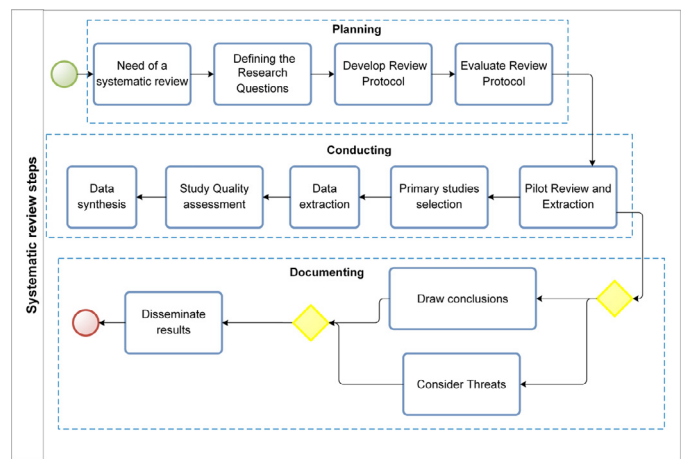 Systematic review steps
Planning
Need of a
systematic review
Defining the
Research
Questions
Develop Review
Protocol
Evaluate Review
Protocol
Conducting
Data
synthesis
Study Quality
assessment
Data
extraction
Primary studies
selection
Pilot Review and
Extraction
Documenting
Disseminate
results
Draw conclusions
Consider Threats